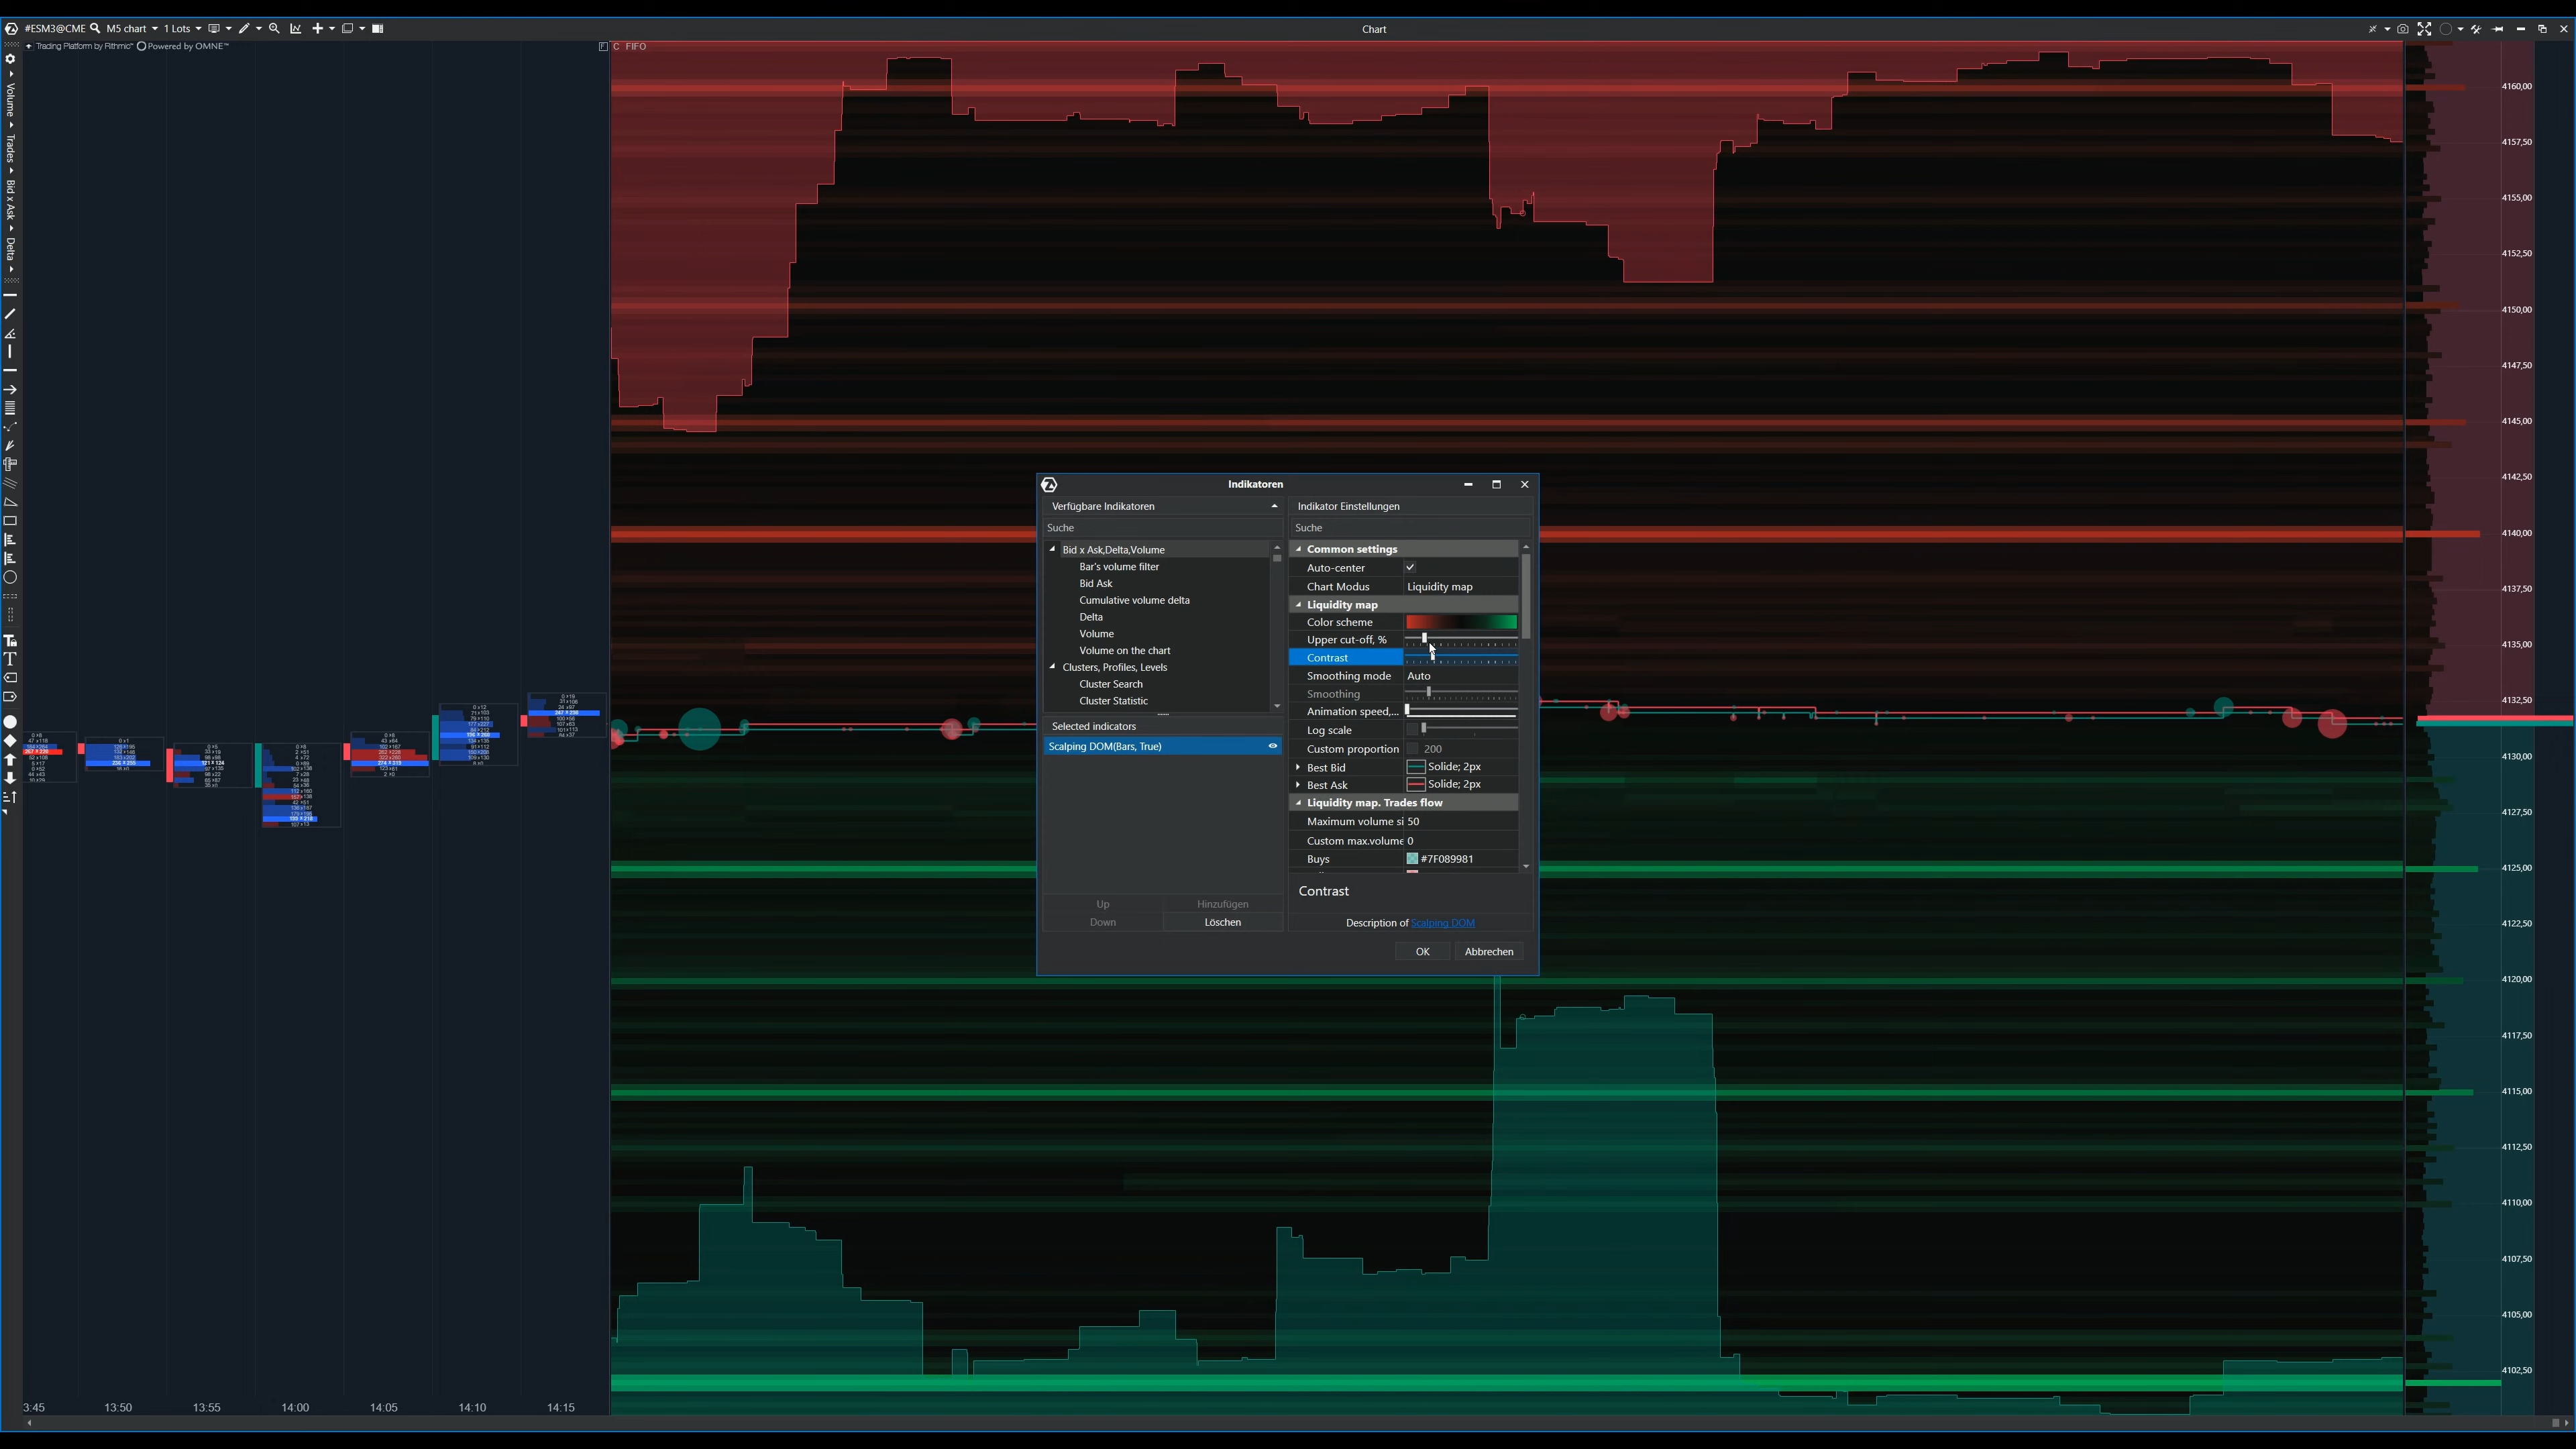 #ESM3@CME M5 chart 1 Lots
Chart
Trading Platform by Rithmic™ Powered by OMNE™
C FIFO
Volume
Trades
Bid x Ask
Delta
4160,00
4157,50
4155,00
4152,50
4150,00
4147,50
4145,00
4142,50
4140,00
4137,50
4135,00
4132,50
4130,00
4127,50
4125,00
4122,50
4120,00
4117,50
4115,00
4112,50
4110,00
4107,50
4105,00
4102,50
Indikatoren
Verfügbare Indikatoren
Suche
Bid x Ask,Delta,Volume
Bar's volume filter
Bid Ask
Cumulative volume delta
Delta
Volume
Volume on the chart
Clusters, Profiles, Levels
Cluster Search
Cluster Statistic
Selected indicators
Scalping DOM(Bars, True)
Up
Hinzufügen
Down
Löschen
Indikator Einstellungen
Suche
Common settings
Auto-center
Chart Modus Liquidity map
Liquidity map
Color scheme
Upper cut-off, %
Contrast
Smoothing mode Auto
Smoothing
Animation speed,...
Log scale
Custom proportion 200
Best Bid Solide; 2px
Best Ask Solide; 2px
Liquidity map. Trades flow
Maximum volume si 50
Custom max.volume 0
Buys #7F089981
Contrast
Description of Scalping DOM
OK
Abbrechen
3:45 13:50 13:55 14:00 14:05 14:10 14:15